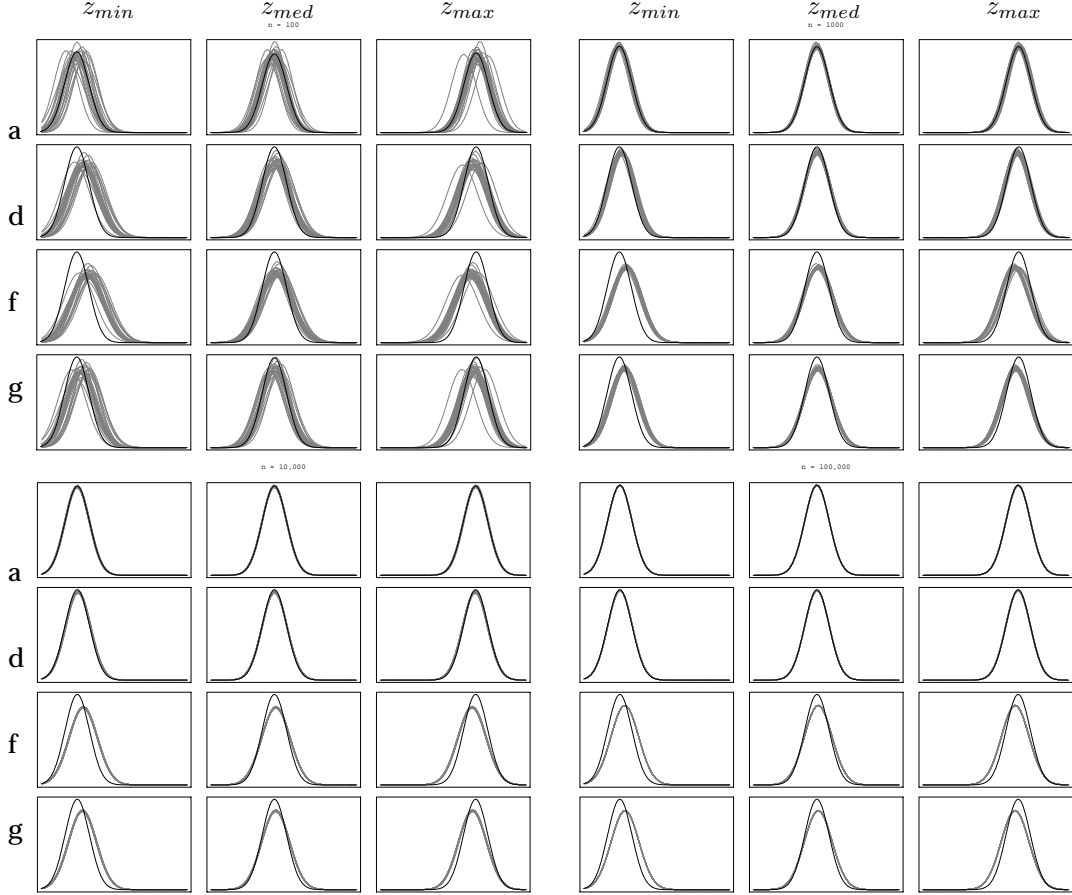 z_min z_med z_max z_min z_med z_max
n = 100 n = 1000
a
d
f
g
n = 10,000 n = 100,000
a
d
f
g